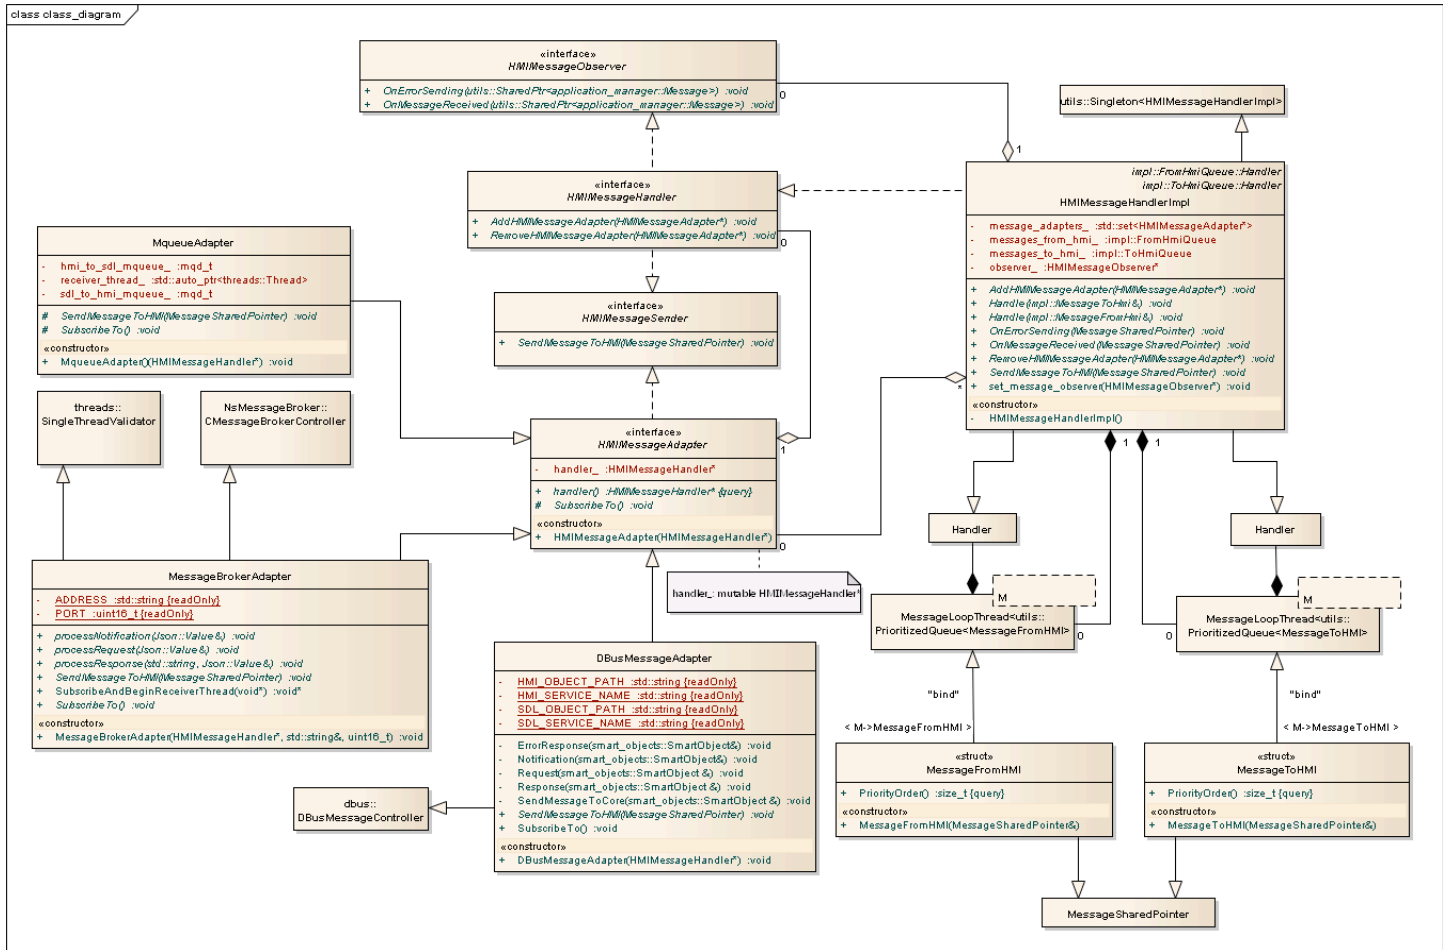 class class_diagram
«interface»
HMIMessageObserver
+ OnErrorSending(utils::SharedPtr<application_manager::Message>) :void
+ OnMessageReceived(utils::SharedPtr<application_manager::Message>) :void
0
1
utils::Singleton<HMIMessageHandlerImpl>
«interface»
HMIMessageHandler
+ AddHMIMessageAdapter(HMIMessageAdapter*) :void
+ RemoveHMIMessageAdapter(HMIMessageAdapter*) :void
0
impl::FromHmiQueue::Handler
impl::ToHmiQueue::Handler
HMIMessageHandlerImpl
- message_adapters_ :std::set<HMIMessageAdapter*>
- messages_from_hmi_ :impl::FromHmiQueue
- messages_to_hmi_ :impl::ToHmiQueue
- observer_ :HMIMessageObserver*
+ AddHMIMessageAdapter(HMIMessageAdapter*) :void
+ Handle(impl::MessageToHmi&) :void
+ Handle(impl::MessageFromHmi&) :void
+ OnErrorSending(MessageSharedPointer) :void
+ OnMessageReceived(MessageSharedPointer) :void
+ RemoveHMIMessageAdapter(HMIMessageAdapter*) :void
+ SendMessageToHMI(MessageSharedPointer) :void
+ set_message_observer(HMIMessageObserver*) :void
«constructor»
- HMIMessageHandlerImpl()
*
1
1
MqueueAdapter
- hmi_to_sdl_mqueue_ :mqd_t
- receiver_thread_ :std::auto_ptr<threads::Thread>
- sdl_to_hmi_mqueue_ :mqd_t
# SendMessageToHMI(MessageSharedPointer) :void
# SubscribeTo() :void
«constructor»
+ MqueueAdapter()(HMIMessageHandler*) :void
«interface»
HMIMessageSender
+ SendMessageToHMI(MessageSharedPointer) :void
threads::
SingleThreadValidator
NsMessageBroker::
CMessageBrokerController
«interface»
HMIMessageAdapter
- handler_ :HMIMessageHandler*
+ handler() :HMIMessageHandler* {query}
# SubscribeTo() :void
«constructor»
+ HMIMessageAdapter(HMIMessageHandler*)
1
0
handler_: mutable HMIMessageHandler*
Handler
Handler
M
MessageLoopThread<utils::
PrioritizedQueue<MessageFromHMI>
0
M
MessageLoopThread<utils::
PrioritizedQueue<MessageToHMI>
0
MessageBrokerAdapter
- ADDRESS :std::string {readOnly}
- PORT :uint16_t {readOnly}
+ processNotification(Json::Value&) :void
+ processRequest(Json::Value&) :void
+ processResponse(std::string, Json::Value&) :void
+ SendMessageToHMI(MessageSharedPointer) :void
+ SubscribeAndBeginReceiverThread(void*) :void*
+ SubscribeTo() :void
«constructor»
+ MessageBrokerAdapter(HMIMessageHandler*, std::string&, uint16_t) :void
DBusMessageAdapter
- HMI_OBJECT_PATH :std::string {readOnly}
- HMI_SERVICE_NAME :std::string {readOnly}
- SDL_OBJECT_PATH :std::string {readOnly}
- SDL_SERVICE_NAME :std::string {readOnly}
- ErrorResponse(smart_objects::SmartObject&) :void
- Notification(smart_objects::SmartObject&) :void
- Request(smart_objects::SmartObject &) :void
- Response(smart_objects::SmartObject &) :void
- SendMessageToCore(smart_objects::SmartObject &) :void
+ SendMessageToHMI(MessageSharedPointer) :void
+ SubscribeTo() :void
«constructor»
+ DBusMessageAdapter(HMIMessageHandler*) :void
dbus::
DBusMessageController
"bind"
< M->MessageFromHMI >
"bind"
< M->MessageToHMI >
«struct»
MessageFromHMI
+ PriorityOrder() :size_t {query}
«constructor»
+ MessageFromHMI(MessageSharedPointer&)
«struct»
MessageToHMI
+ PriorityOrder() :size_t {query}
«constructor»
+ MessageToHMI(MessageSharedPointer&)
MessageSharedPointer